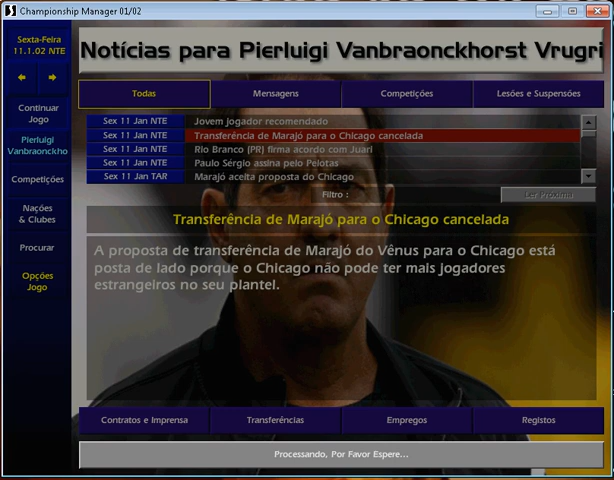 Championship Manager 01/02
Sexta-Feira
11.1.02 NTE
Notícias para Pierluigi Vanbraonckhorst Vrugri
Todas
Mensagens
Competições
Lesões e Suspensões
Continuar
Jogo
Pierluigi
Vanbraonckho
Competições
Nações
& Clubes
Procurar
Opções
Jogo
Sex 11 Jan NTE Jovem jogador recomendado
Sex 11 Jan NTE Transferência de Marajó para o Chicago cancelada
Sex 11 Jan NTE Rio Branco (PR) firma acordo com Juari
Sex 11 Jan NTE Paulo Sérgio assina pelo Pelotas
Sex 11 Jan TAR Marajó aceita proposta do Chicago
Filtro :
Ler Próxima
Transferência de Marajó para o Chicago cancelada
A proposta de transferência de Marajó do Vênus para o Chicago está
posta de lado porque o Chicago não pode ter mais jogadores
estrangeiros no seu plantel.
Contratos e Imprensa
Transferências
Empregos
Registos
Processando, Por Favor Espere...